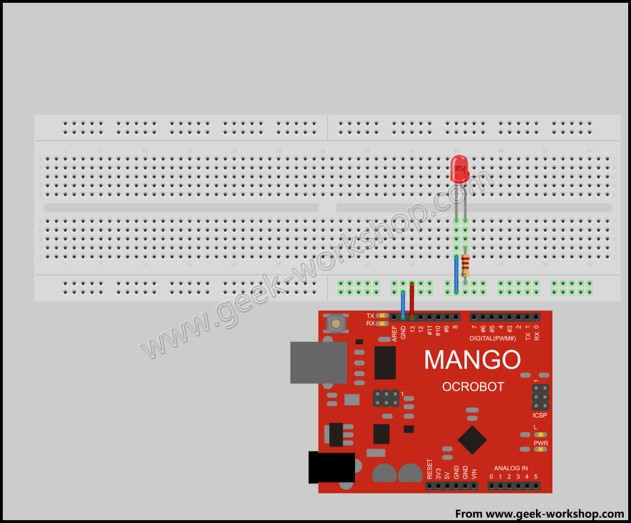 www.geek-workshop.com
TX
RX
AREF
GND
13
12
#11
#10
#9
8
7
#6
#5
4
#3
2
TX 1
RX 0
DIGITAL(PWM#)
MANGO
OCROBOT
1
1
ICSP
L
PWR
RESET
3V3
5V
GND
GND
VIN
ANALOG IN
0 1 2 3 4 5
From www.geek-workshop.com